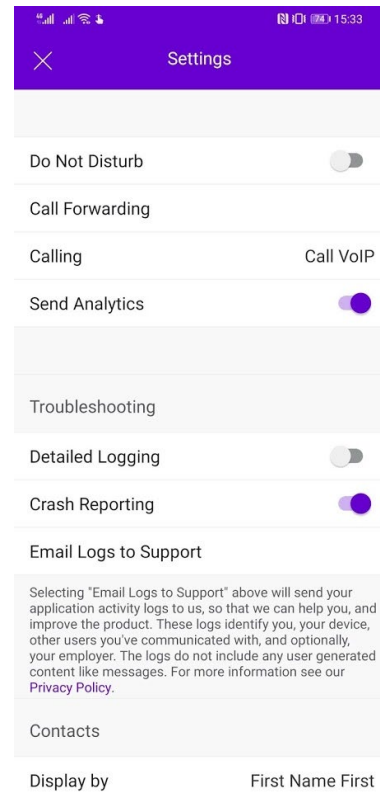 4G 74 15:33
Settings
Do Not Disturb
Call Forwarding
Calling Call VoIP
Send Analytics
Troubleshooting
Detailed Logging
Crash Reporting
Email Logs to Support
Selecting "Email Logs to Support" above will send your
application activity logs to us, so that we can help you, and
improve the product. These logs identify you, your device,
other users you've communicated with, and optionally,
your employer. The logs do not include any user generated
content like messages. For more information see our
Privacy Policy.
Contacts
Display by First Name First